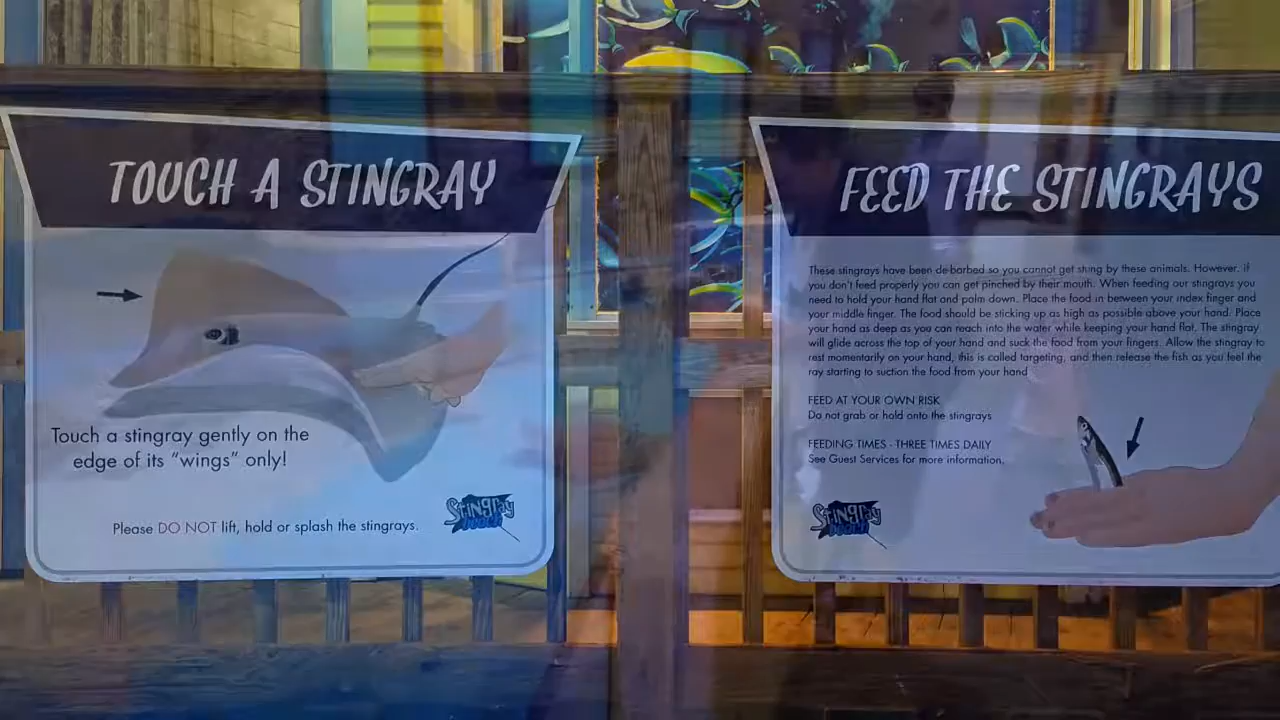 TOUCH A STINGRAY
Touch a stingray gently on the
edge of its "wings" only!
Please DO NOT lift, hold or splash the stingrays.
Stingray
FEED THE STINGRAYS
These stingrays have been de-barbed so you cannot get stung by these animals. However, if
you don't feed properly you can get pinched by their mouth. When feeding our stingrays you
need to hold your hand flat and palm down. Place the food in between your index finger and
your middle finger. The food should be sticking up as high as possible above your hand. Place
your hand as deep as you can reach into the water while keeping your hand flat. The stingray
will glide across the top of your hand and suck the food from your fingers. Allow the stingray to
rest momentarily on your hand, this is called targeting, and then release the fish as you feel the
ray starting to suction the food from your hand
FEED AT YOUR OWN RISK
Do not grab or hold onto the stingrays
FEEDING TIMES - THREE TIMES DAILY
See Guest Services for more information.
Stingray